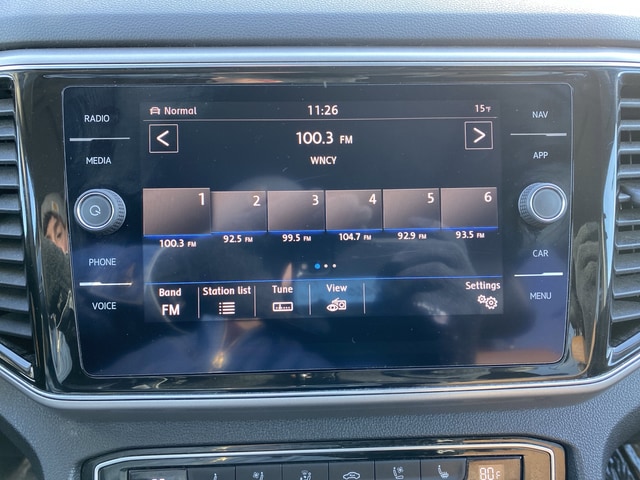 Normal 11:26 15°F
RADIO
NAV
100.3 FM
MEDIA
WNCY
APP
1 2 3 4 5 6
100.3 FM 92.5 FM 99.5 FM 104.7 FM 92.9 FM 93.5 FM
PHONE
CAR
Band Station list Tune View Settings
FM
VOICE
MENU
80 F